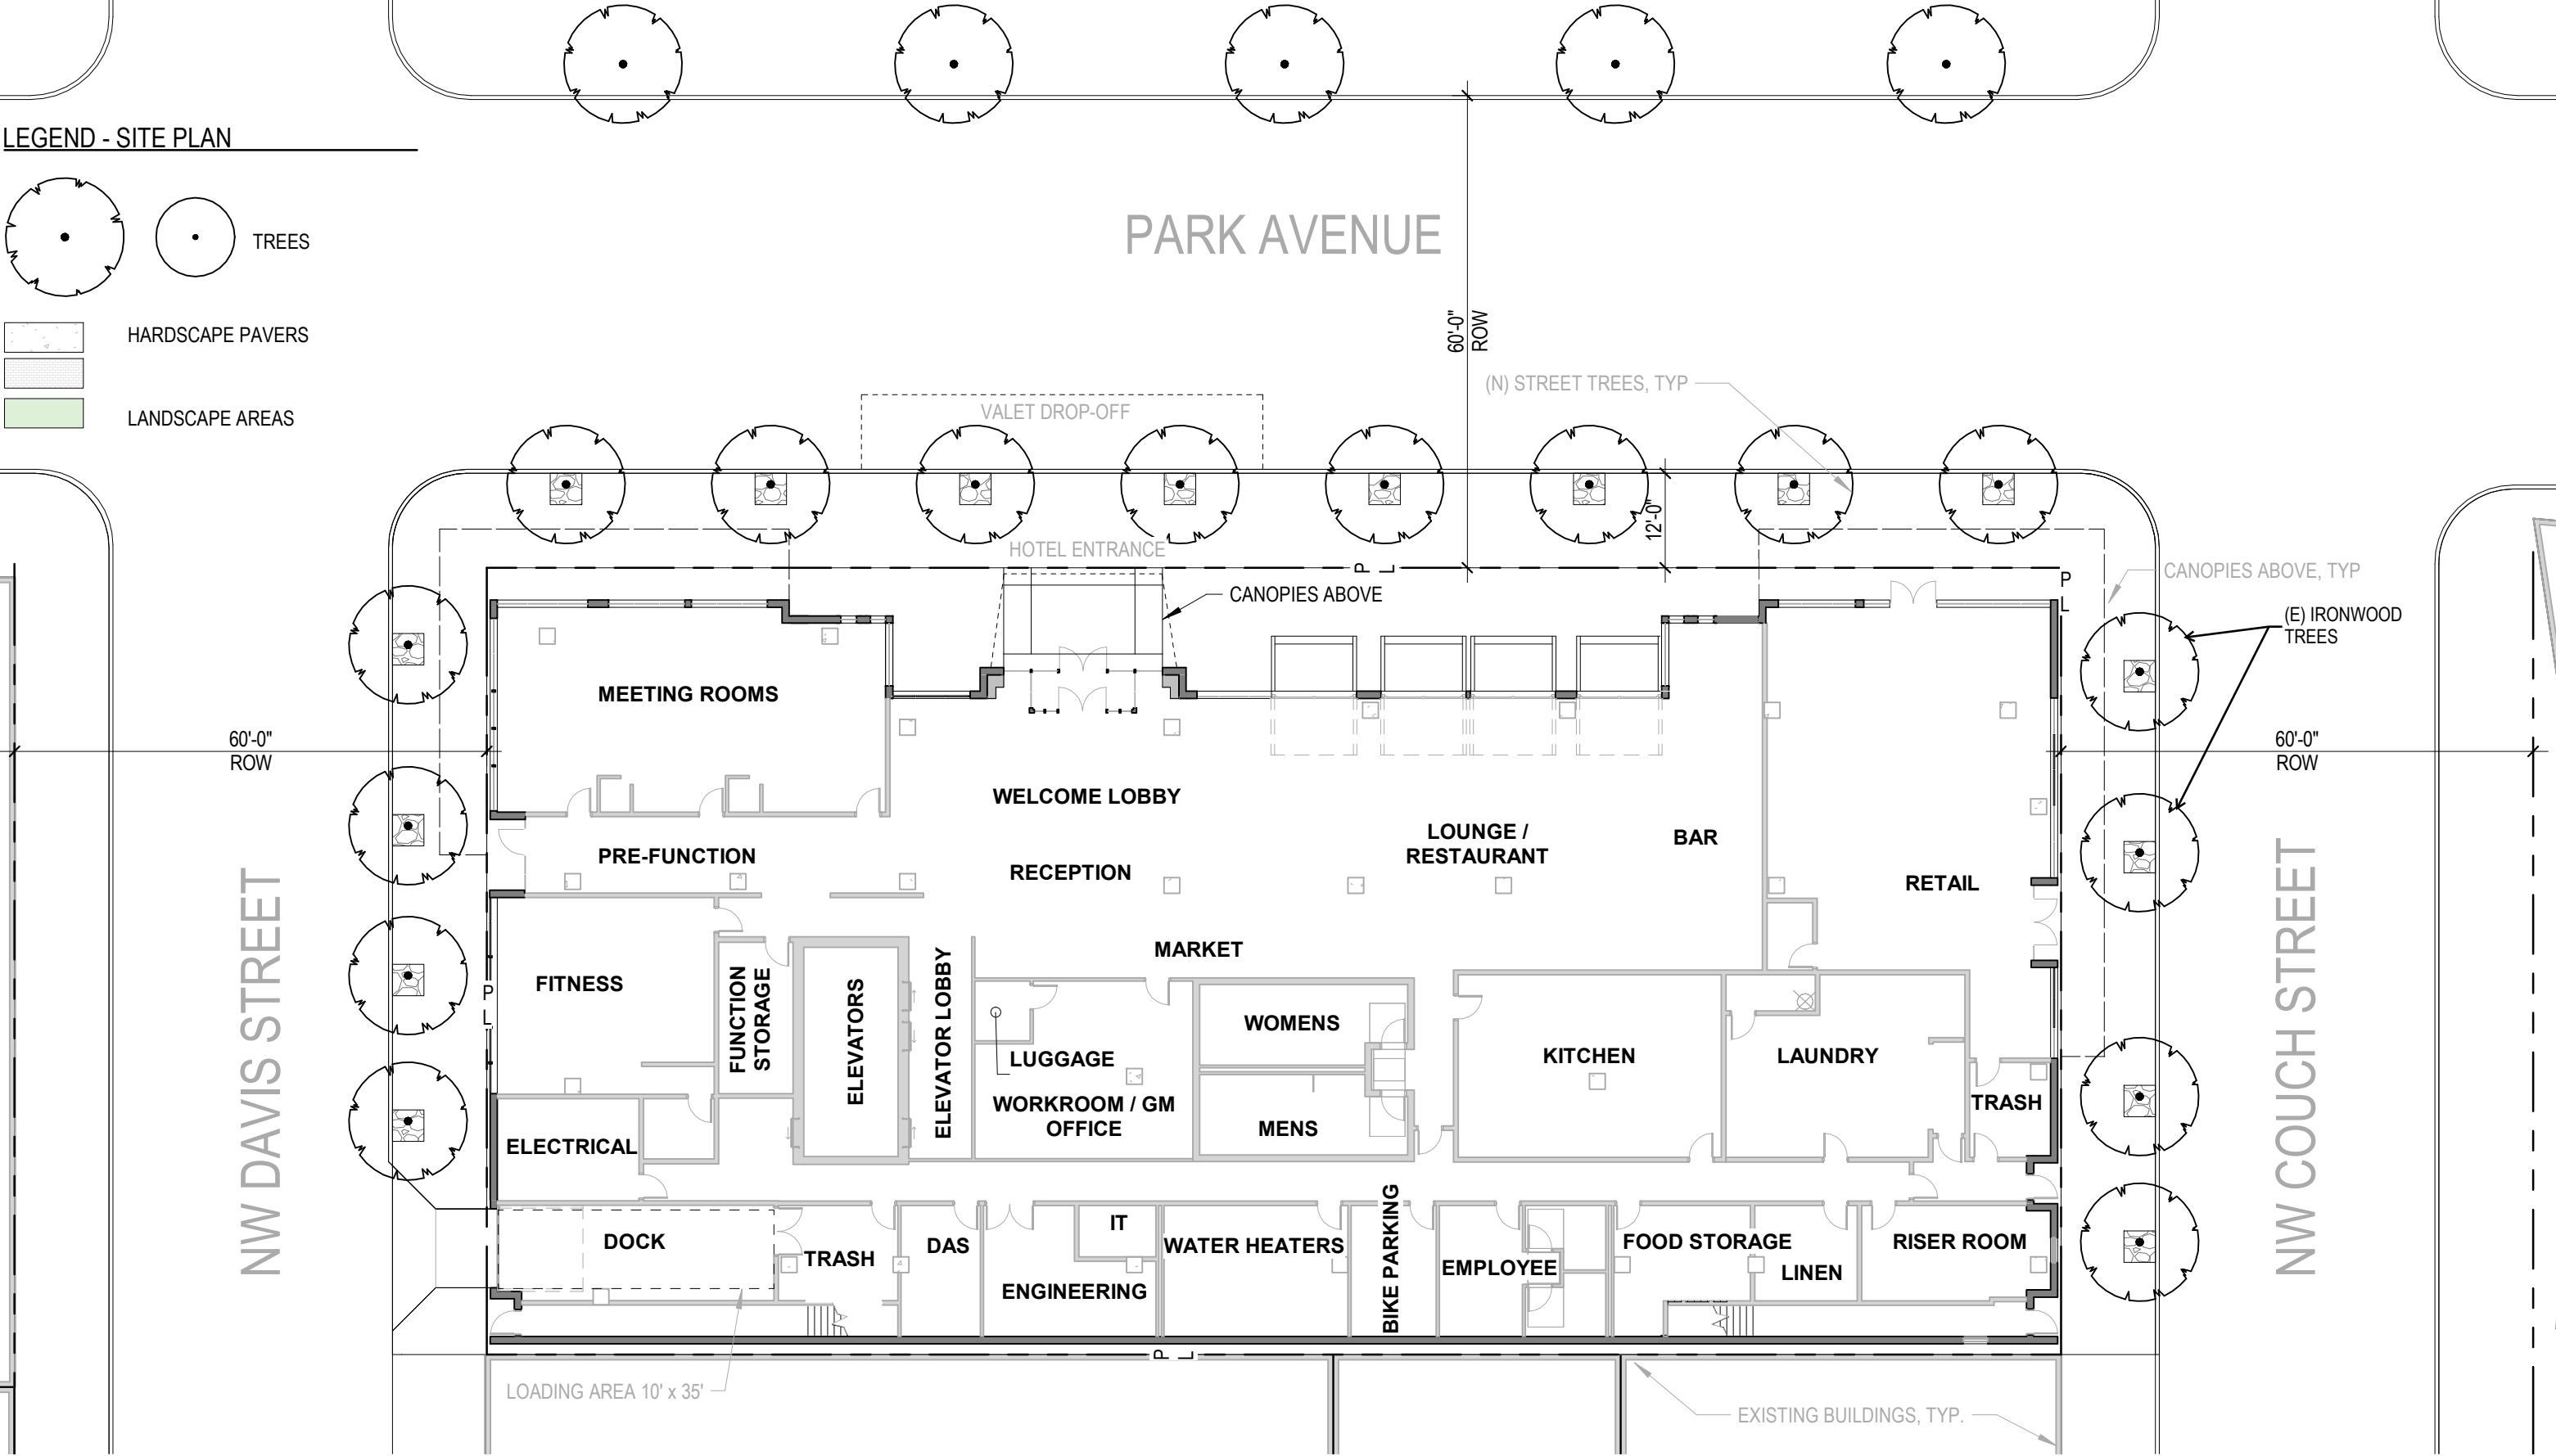 LEGEND - SITE PLAN
TREES
HARDSCAPE PAVERS
LANDSCAPE AREAS
PARK AVENUE
60'-0"
ROW
(N) STREET TREES, TYP
VALET DROP-OFF
12'-0"
HOTEL ENTRANCE
CANOPIES ABOVE
P
L
P
L
CANOPIES ABOVE, TYP
(E) IRONWOOD
TREES
60'-0"
ROW
60'-0"
ROW
MEETING ROOMS
WELCOME LOBBY
LOUNGE /
RESTAURANT
BAR
PRE-FUNCTION
RECEPTION
RETAIL
MARKET
FITNESS
FUNCTION
STORAGE
ELEVATORS
ELEVATOR LOBBY
P
L
NW DAVIS STREET
NW COUCH STREET
WOMENS
LUGGAGE
KITCHEN
LAUNDRY
WORKROOM / GM
OFFICE
MENS
TRASH
ELECTRICAL
DOCK
TRASH
DAS
IT
ENGINEERING
WATER HEATERS
BIKE PARKING
EMPLOYEE
FOOD STORAGE
LINEN
RISER ROOM
P
L
LOADING AREA 10' x 35'
EXISTING BUILDINGS, TYP.